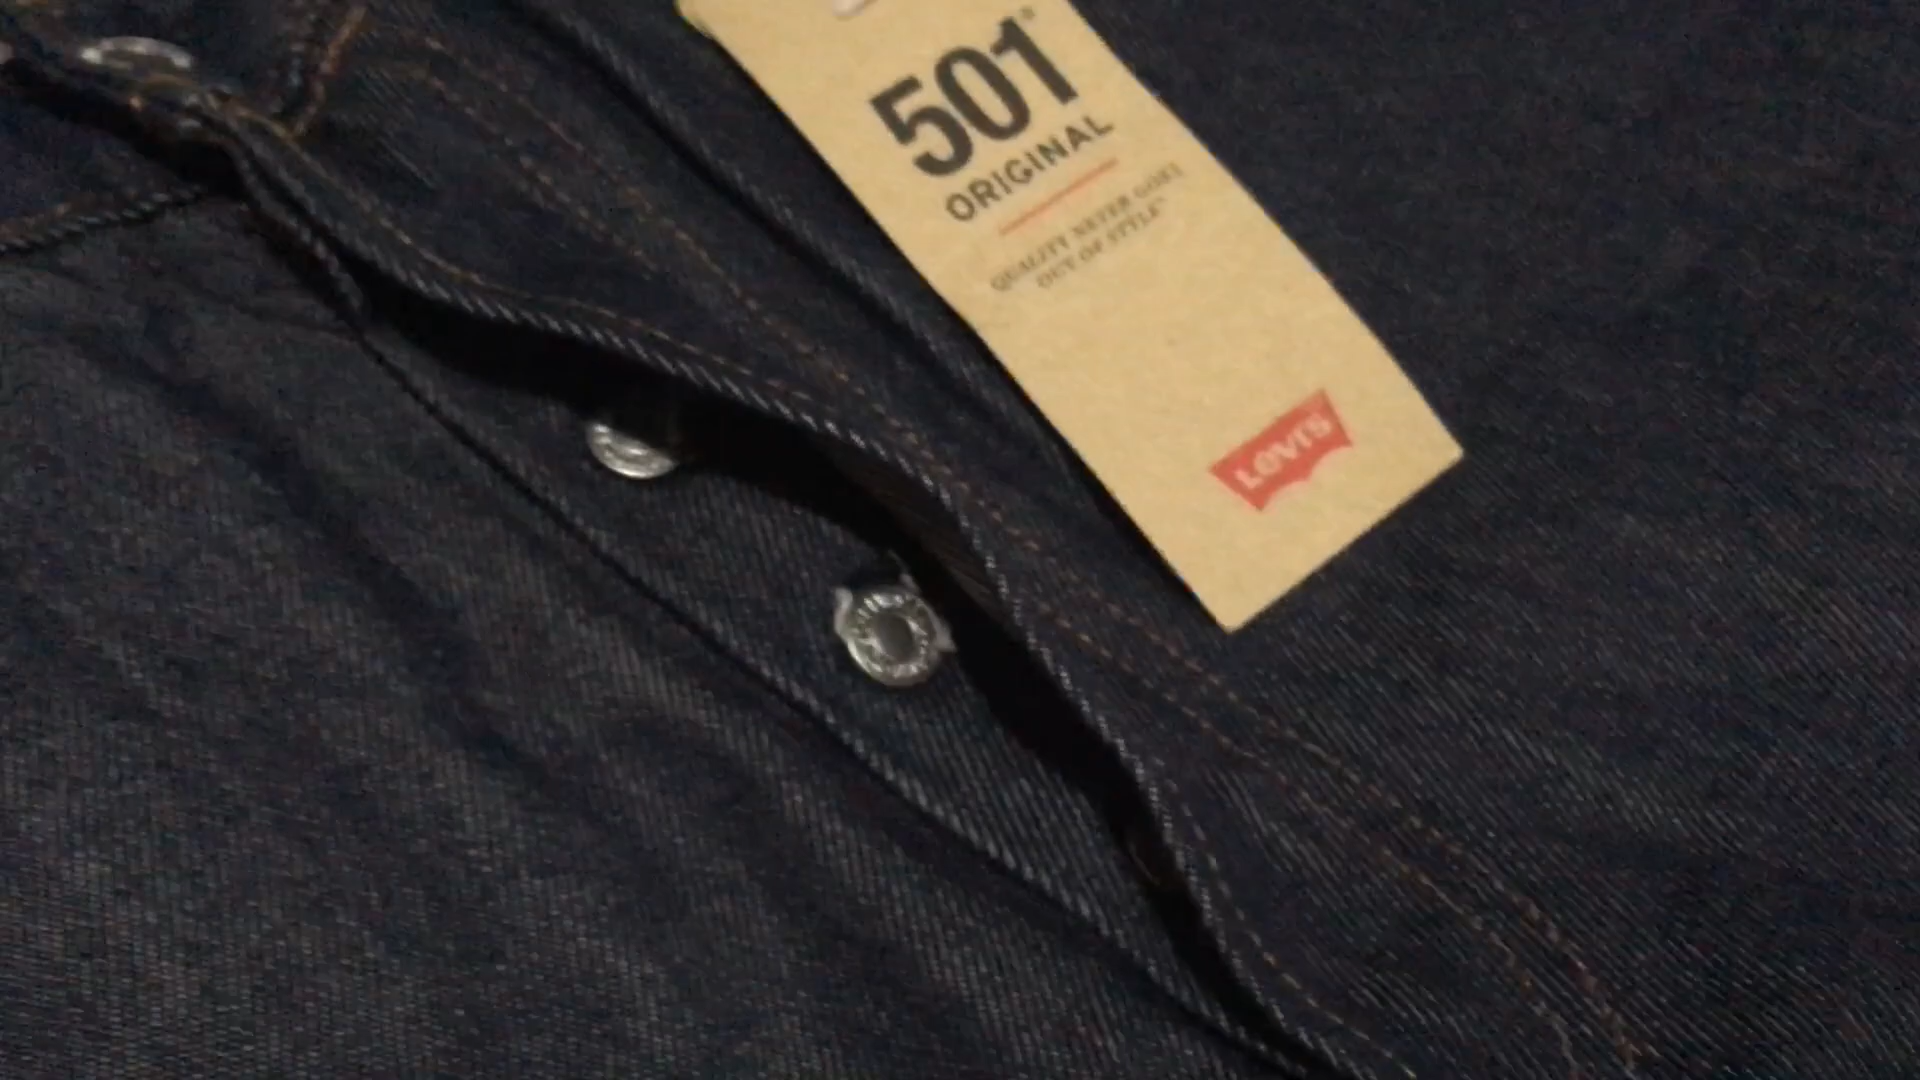 501®
ORIGINAL
QUALITY NEVER GOES
OUT OF STYLE™
LEVI'S